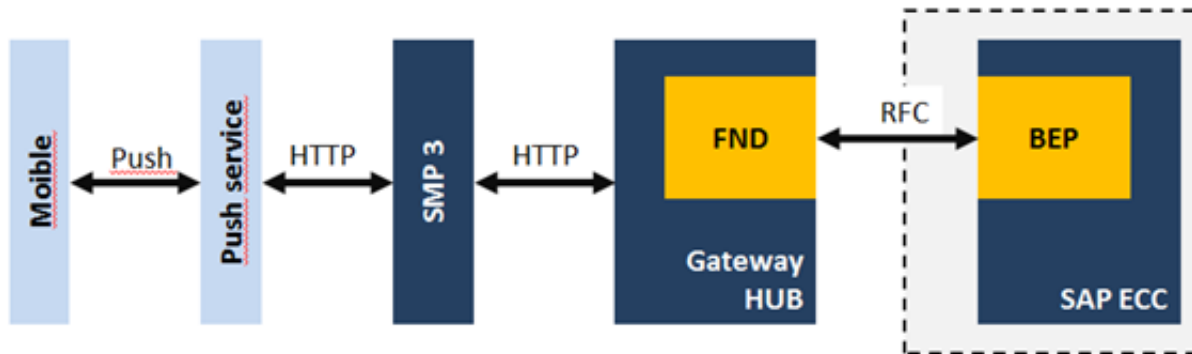 Moible
Push
Push service
HTTP
SMP 3
HTTP
FND
Gateway
HUB
RFC
BEP
SAP ECC